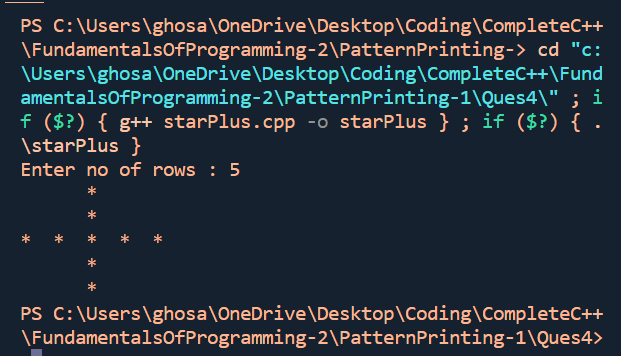 PS C:\Users\ghosa\OneDrive\Desktop\Coding\CompleteC++
\FundamentalsOfProgramming-2\PatternPrinting-> cd "c:
\Users\ghosa\OneDrive\Desktop\Coding\CompleteC++\Fund
amentalsOfProgramming-2\PatternPrinting-1\Ques4\" ; i
f ($?) { g++ starPlus.cpp -o starPlus } ; if ($?) { .
\starPlus }
Enter no of rows : 5
      *
      *
*  *  *  *  *
      *
      *
PS C:\Users\ghosa\OneDrive\Desktop\Coding\CompleteC++
\FundamentalsOfProgramming-2\PatternPrinting-1\Ques4>